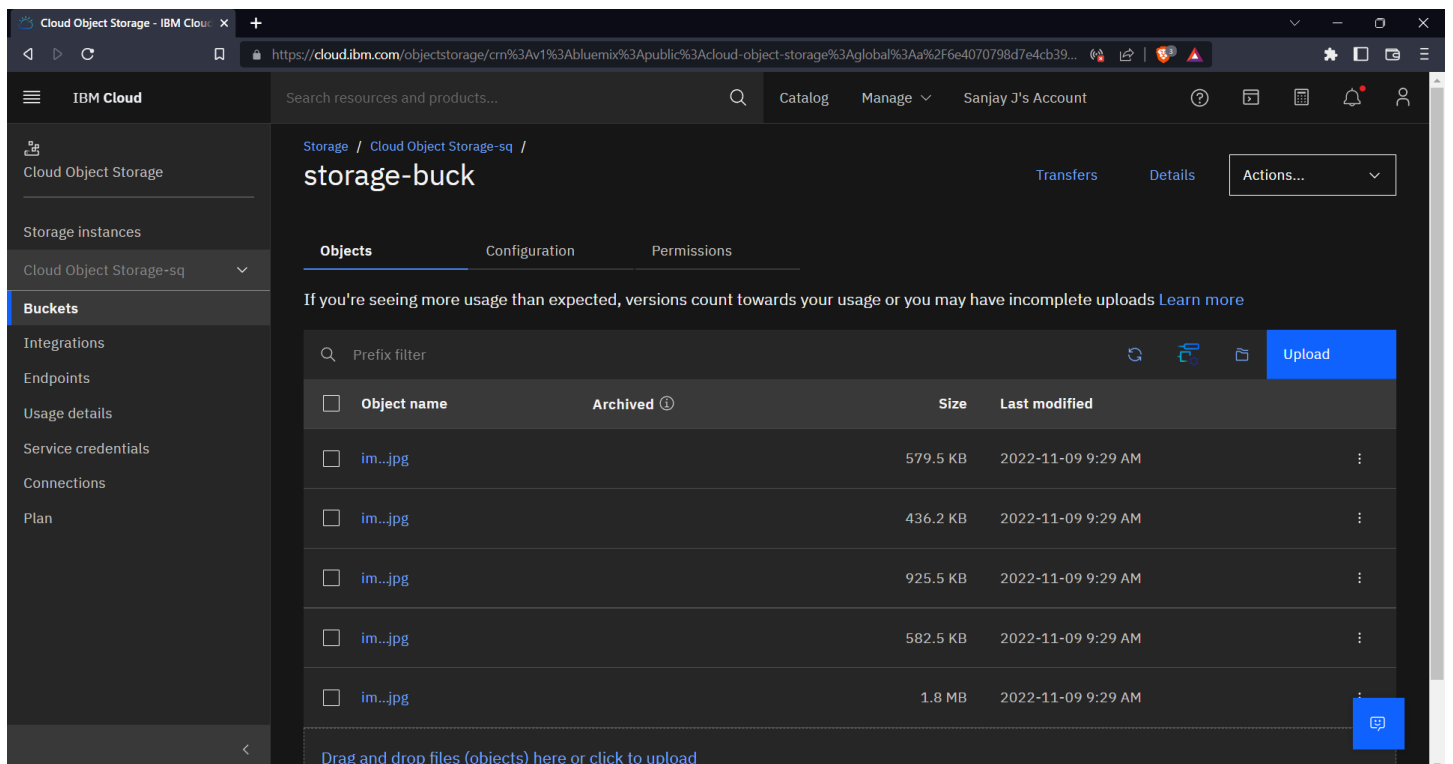 Cloud Object Storage - IBM Clou
https://cloud.ibm.com/objectstorage/crn%3Av1%3Abluemix%3Apublic%3Acloud-object-storage%3Aglobal%3Aa%2F6e4070798d7e4cb39...
IBM Cloud
Search resources and products...
Catalog
Manage
Sanjay J's Account
Cloud Object Storage
Storage instances
Cloud Object Storage-sq
Buckets
Integrations
Endpoints
Usage details
Service credentials
Connections
Plan
Storage / Cloud Object Storage-sq /
storage-buck
Transfers
Details
Actions...
Objects
Configuration
Permissions
If you're seeing more usage than expected, versions count towards your usage or you may have incomplete uploads Learn more
Prefix filter
Upload
Object name Archived Size Last modified
im...jpg 579.5 KB 2022-11-09 9:29 AM
im...jpg 436.2 KB 2022-11-09 9:29 AM
im...jpg 925.5 KB 2022-11-09 9:29 AM
im...jpg 582.5 KB 2022-11-09 9:29 AM
im...jpg 1.8 MB 2022-11-09 9:29 AM
Drag and drop files (objects) here or click to upload